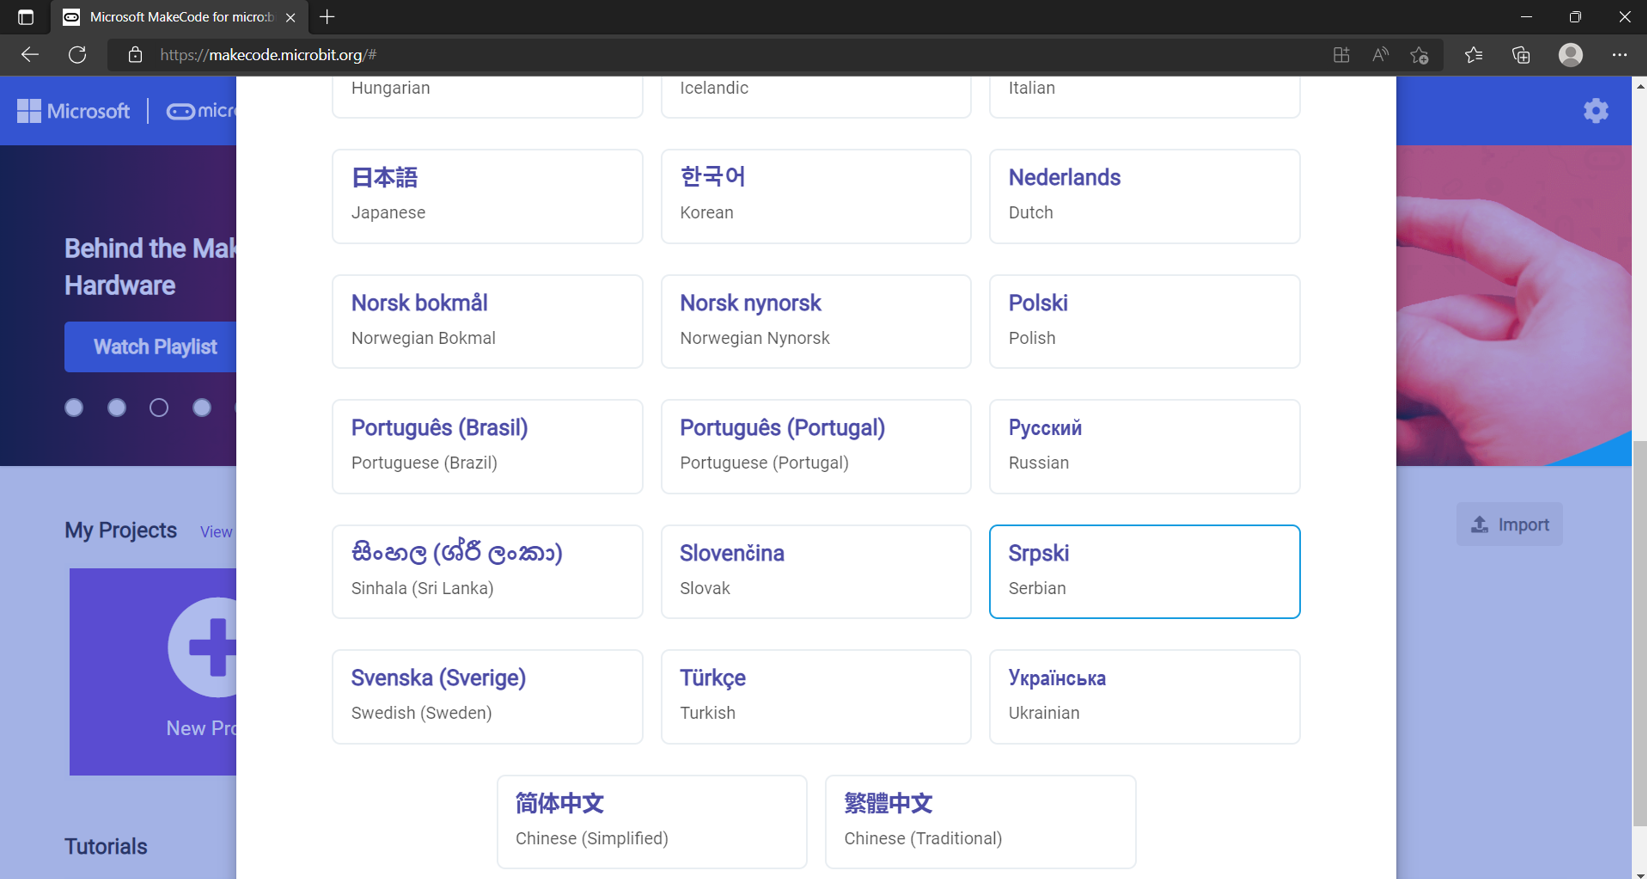 Microsoft MakeCode for micro:b
https://makecode.microbit.org/#
Microsoft
Hungarian
Icelandic
Italian
日本語
Japanese
한국어
Korean
Nederlands
Dutch
Behind the Mak
Hardware
Watch Playlist
Norsk bokmål
Norwegian Bokmal
Norsk nynorsk
Norwegian Nynorsk
Polski
Polish
Português (Brasil)
Portuguese (Brazil)
Português (Portugal)
Portuguese (Portugal)
Русский
Russian
My Projects
View
Import
සිංහල (ශ්රී ලංකා)
Sinhala (Sri Lanka)
Slovenčina
Slovak
Srpski
Serbian
Svenska (Sverige)
Swedish (Sweden)
Türkçe
Turkish
Українська
Ukrainian
New Pro
简体中文
Chinese (Simplified)
繁體中文
Chinese (Traditional)
Tutorials